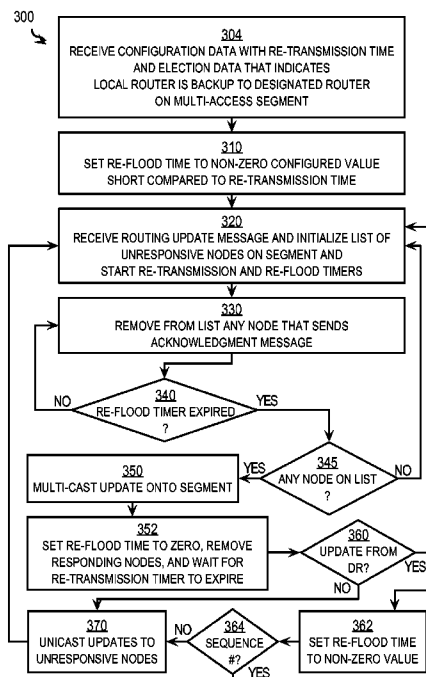 300
304
RECEIVE CONFIGURATION DATA WITH RE-TRANSMISSION TIME
AND ELECTION DATA THAT INDICATES
LOCAL ROUTER IS BACKUP TO DESIGNATED ROUTER
ON MULTI-ACCESS SEGMENT
310
SET RE-FLOOD TIME TO NON-ZERO CONFIGURED VALUE
SHORT COMPARED TO RE-TRANSMISSION TIME
320
RECEIVE ROUTING UPDATE MESSAGE AND INITIALIZE LIST OF
UNRESPONSIVE NODES ON SEGMENT AND
START RE-TRANSMISSION AND RE-FLOOD TIMERS
330
REMOVE FROM LIST ANY NODE THAT SENDS
ACKNOWLEDGMENT MESSAGE
NO
340
YES
RE-FLOOD TIMER EXPIRED
?
350
MULTI-CAST UPDATE ONTO SEGMENT
YES
345
NO
ANY NODE ON LIST
?
352
SET RE-FLOOD TIME TO ZERO, REMOVE
RESPONDING NODES, AND WAIT FOR
RE-TRANSMISSION TIMER TO EXPIRE
360
UPDATE FROM
DR?
YES
NO
370
UNICAST UPDATES TO
UNRESPONSIVE NODES
NO
364
SEQUENCE
#?
YES
362
SET RE-FLOOD TIME
TO NON-ZERO VALUE